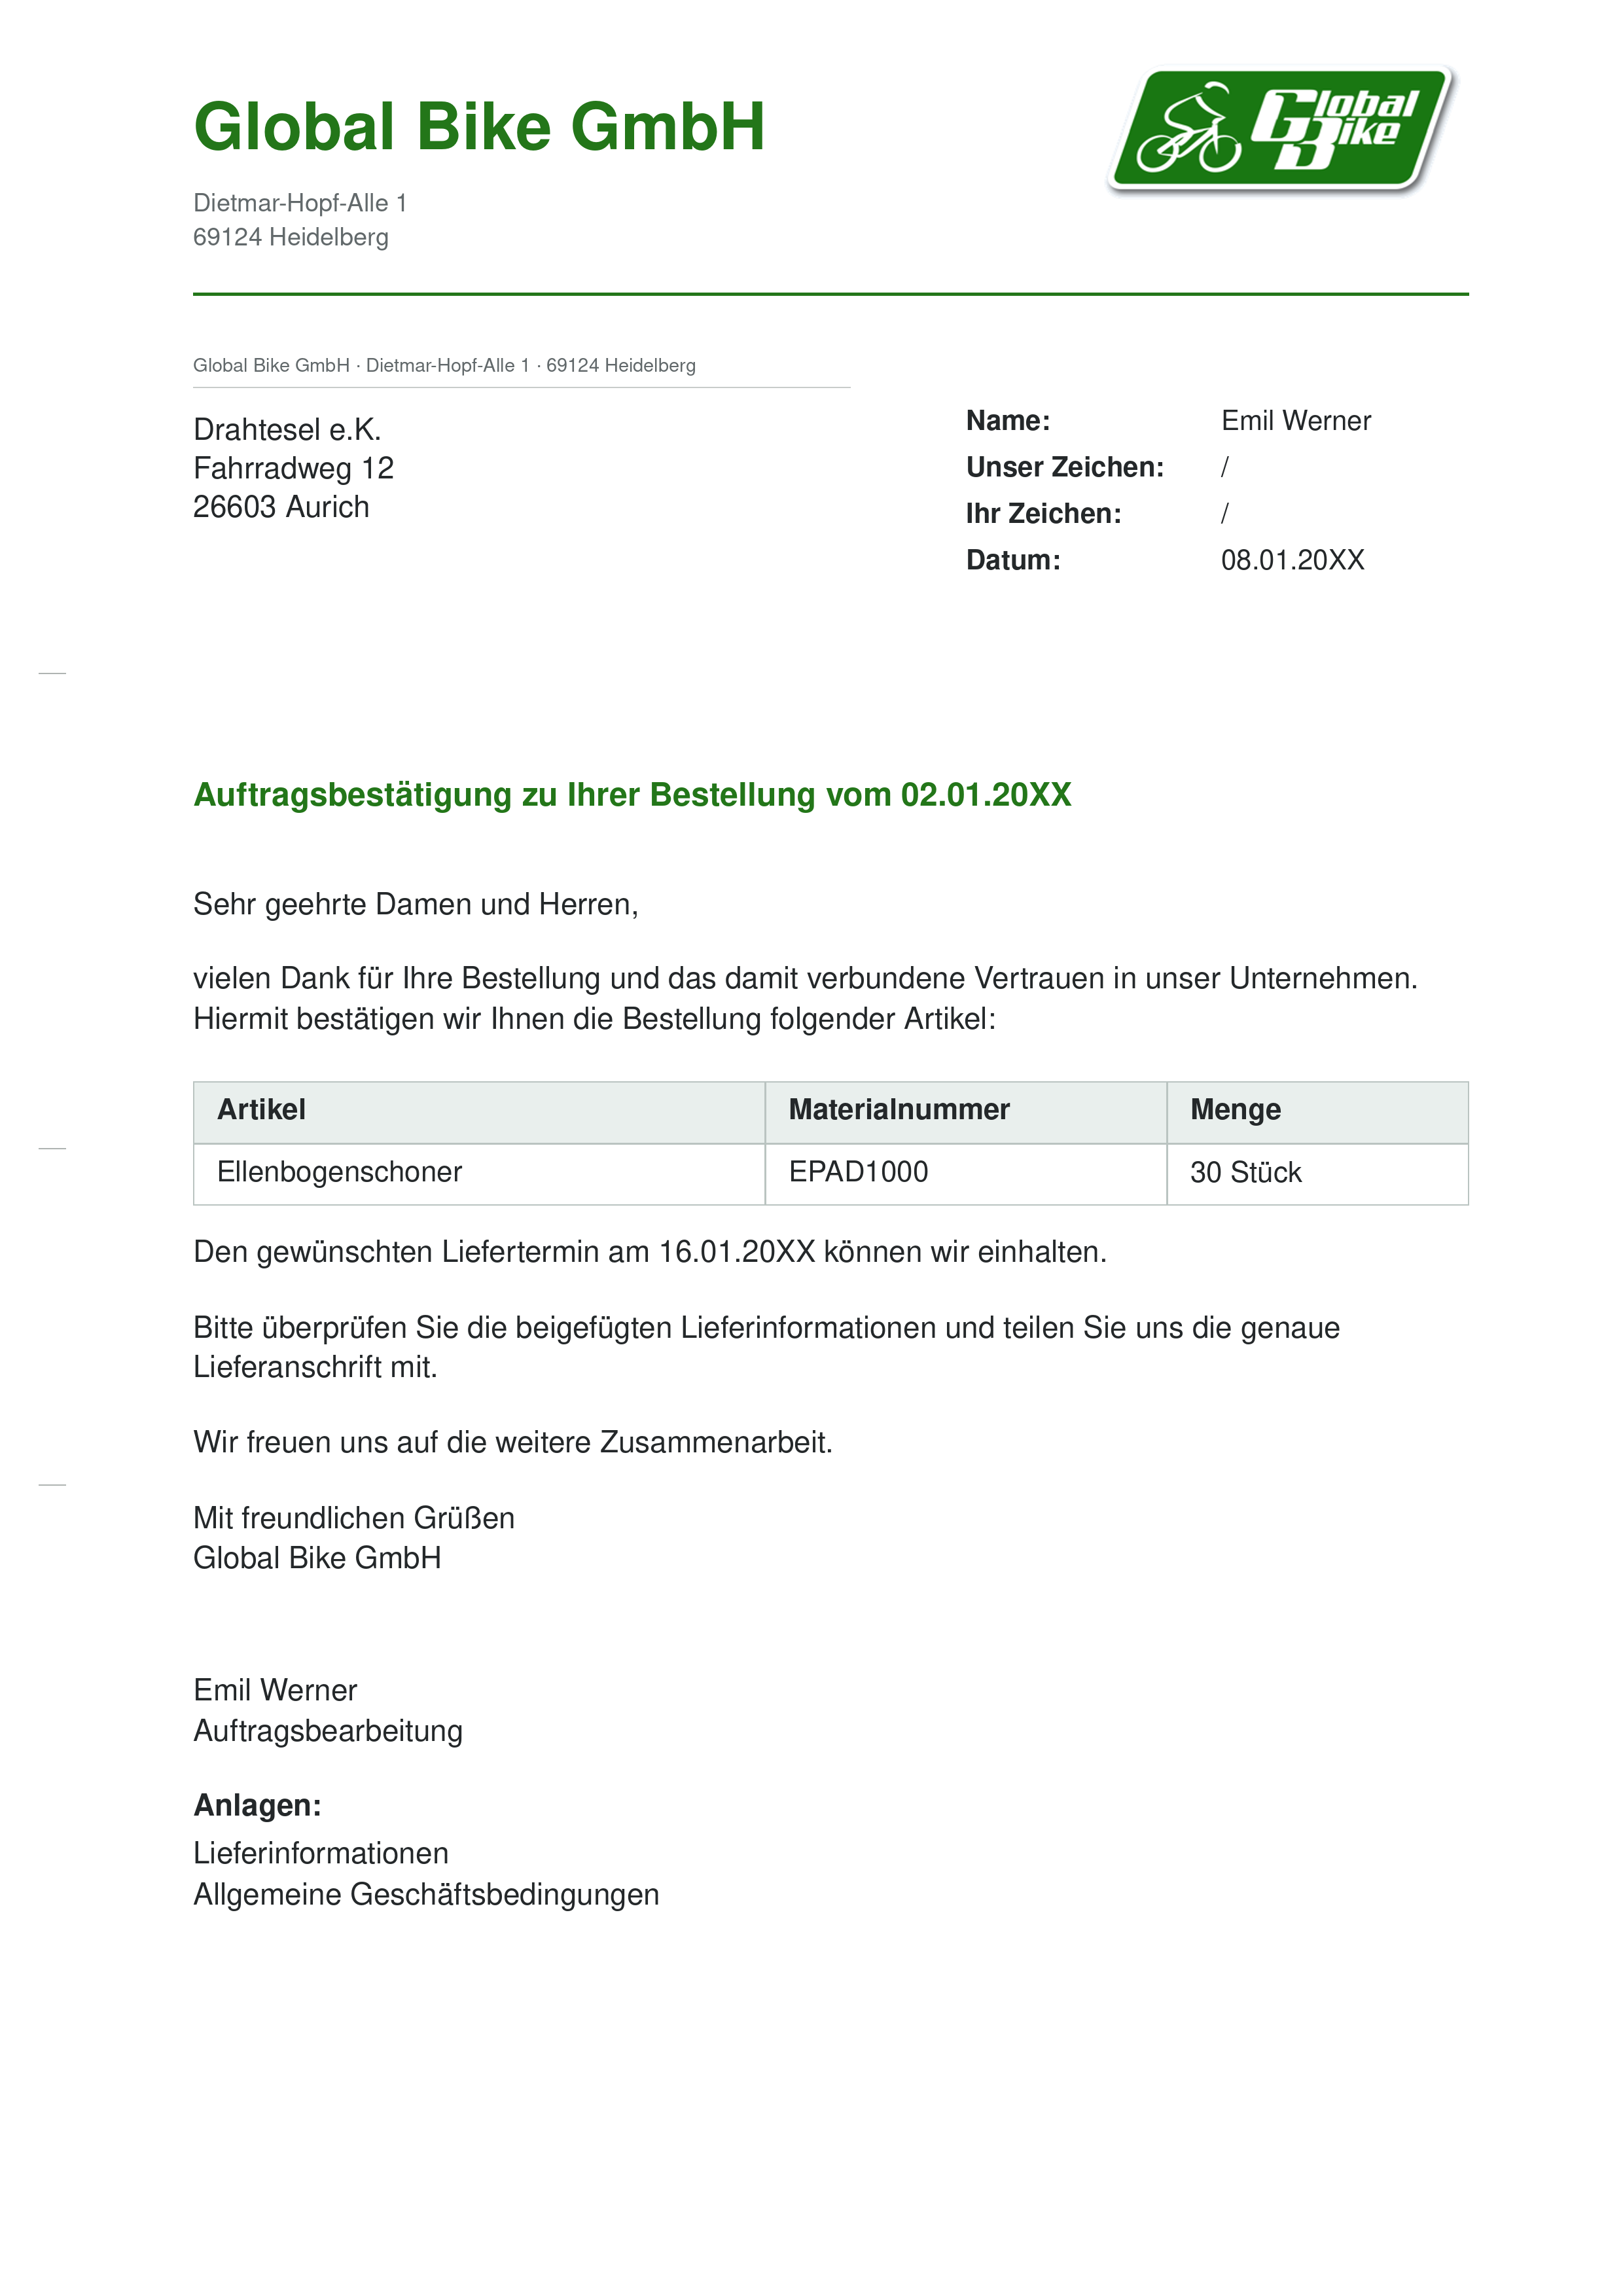 Global Bike GmbH
Global Bike
Dietmar-Hopf-Alle 1
69124 Heidelberg
Global Bike GmbH · Dietmar-Hopf-Alle 1 · 69124 Heidelberg
Drahtesel e.K.
Fahrradweg 12
26603 Aurich
Name: Emil Werner
Unser Zeichen: /
Ihr Zeichen: /
Datum: 08.01.20XX
Auftragsbestätigung zu Ihrer Bestellung vom 02.01.20XX
Sehr geehrte Damen und Herren,
vielen Dank für Ihre Bestellung und das damit verbundene Vertrauen in unser Unternehmen.
Hiermit bestätigen wir Ihnen die Bestellung folgender Artikel:
Artikel Materialnummer Menge
Ellenbogenschoner EPAD1000 30 Stück
Den gewünschten Liefertermin am 16.01.20XX können wir einhalten.
Bitte überprüfen Sie die beigefügten Lieferinformationen und teilen Sie uns die genaue
Lieferanschrift mit.
Wir freuen uns auf die weitere Zusammenarbeit.
Mit freundlichen Grüßen
Global Bike GmbH
Emil Werner
Auftragsbearbeitung
Anlagen:
Lieferinformationen
Allgemeine Geschäftsbedingungen